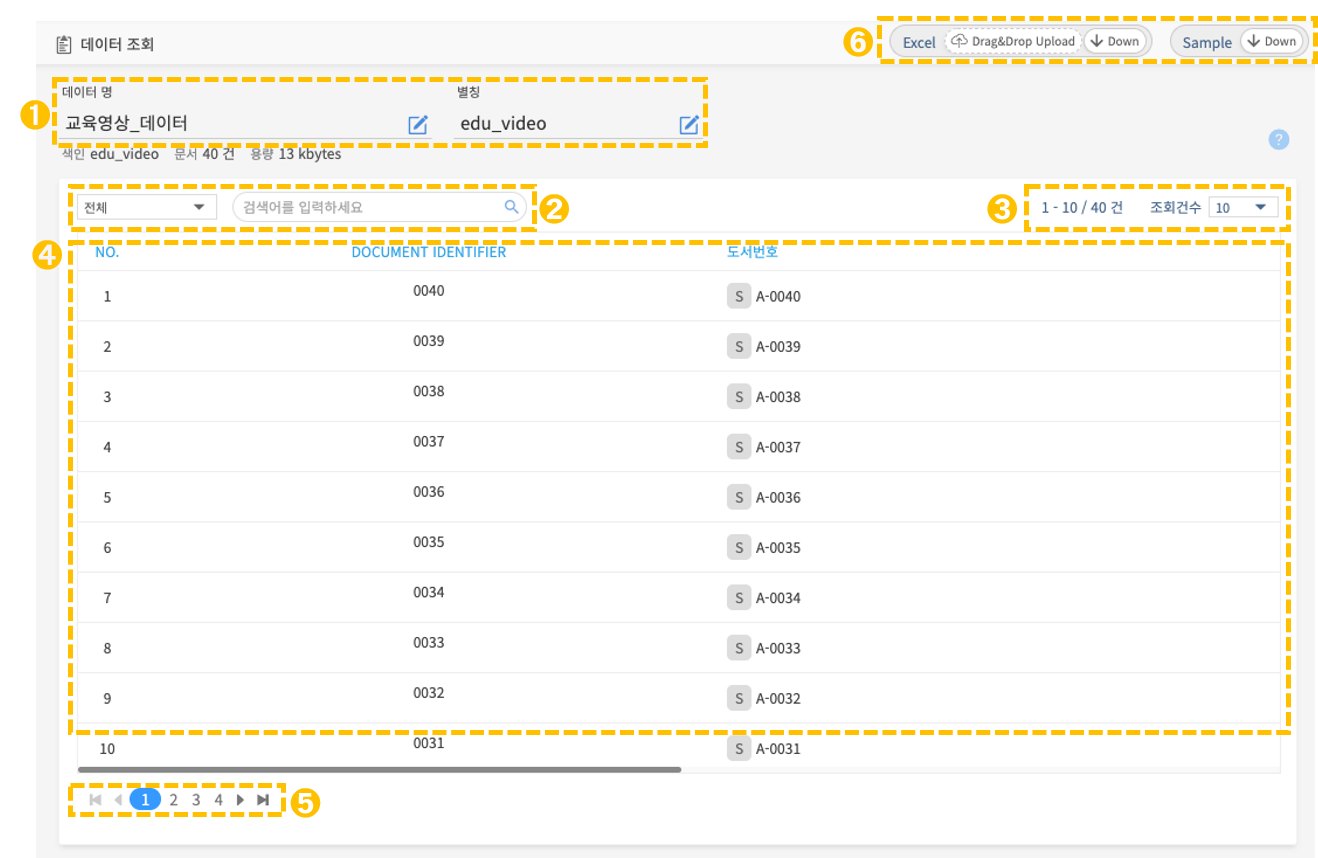 데이터 조회
6 Excel Drag&Drop Upload Down Sample Down
데이터 명 별칭
1 교육영상_데이터 edu_video
?
색인 edu_video 문서 40 건 용량 13 kbytes
전체 검색어를 입력하세요 2 3 1 - 10 / 40 건 조회건수 10
4 NO. DOCUMENT IDENTIFIER 도서번호
1 0040 S A-0040
2 0039 S A-0039
3 0038 S A-0038
4 0037 S A-0037
5 0036 S A-0036
6 0035 S A-0035
7 0034 S A-0034
8 0033 S A-0033
9 0032 S A-0032
10 0031 S A-0031
1 2 3 4 5